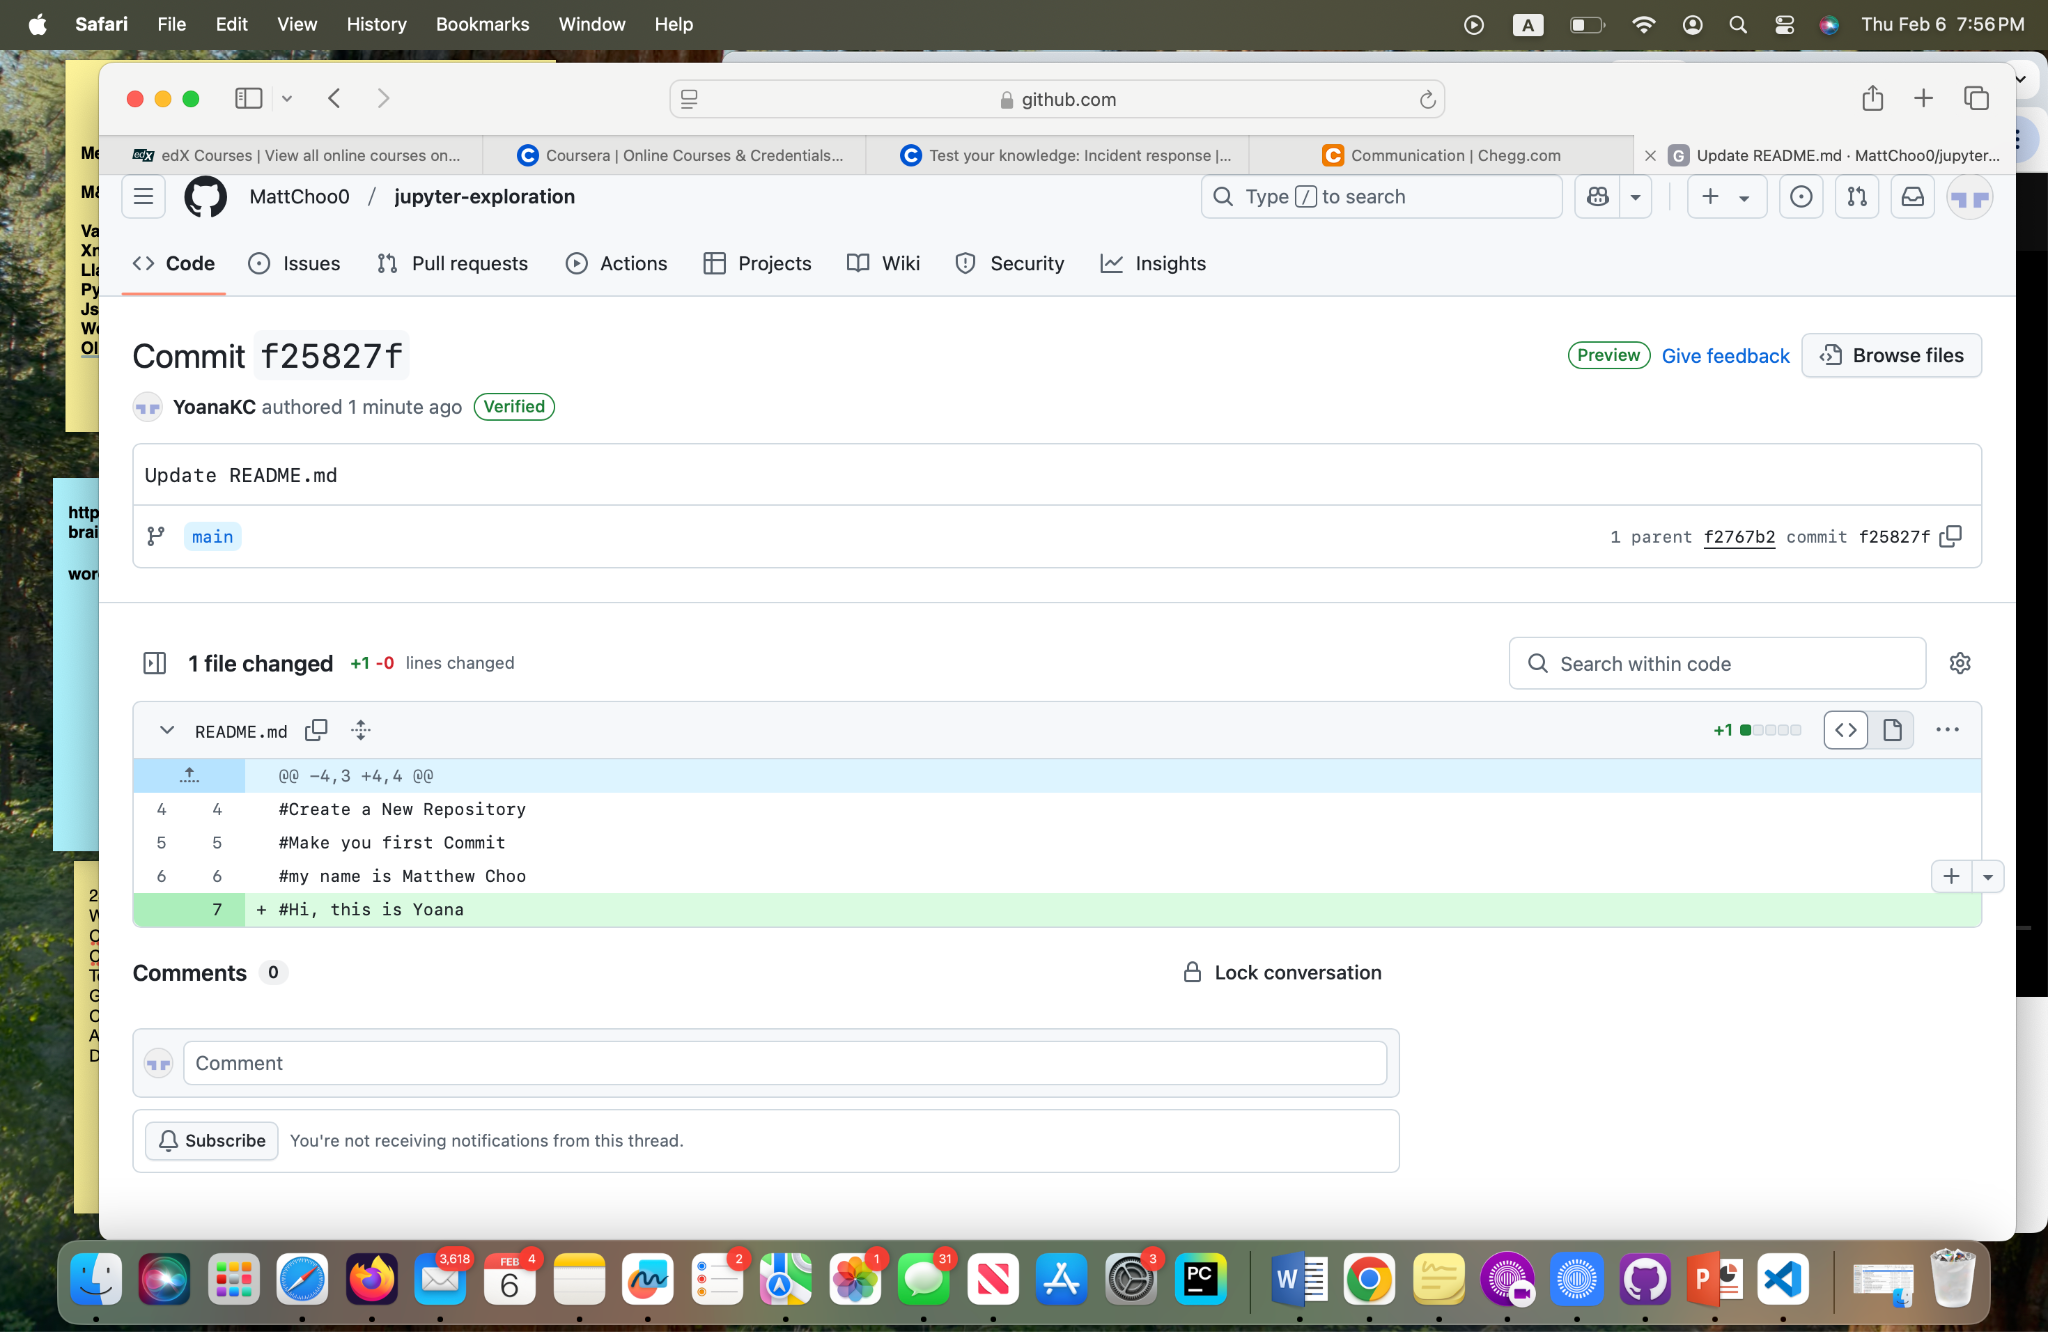 Safari File Edit View History Bookmarks Window Help A Thu Feb 6 7:56 PM
github.com
edX edX Courses | View all online courses on...
Coursera | Online Courses & Credentials...
Test your knowledge: Incident response |...
Communication | Chegg.com
G Update README.md · MattChoo0/jupyter...
MattChoo0 / jupyter-exploration
Type / to search
Code Issues Pull requests Actions Projects Wiki Security Insights
Commit f25827f
Preview Give feedback Browse files
YoanaKC authored 1 minute ago Verified
Update README.md
main
1 parent f2767b2 commit f25827f
1 file changed +1 -0 lines changed
Search within code
README.md
+1
@@ -4,3 +4,4 @@
4 4 #Create a New Repository
5 5 #Make you first Commit
6 6 #my name is Matthew Choo
7 + #Hi, this is Yoana
Comments 0
Lock conversation
Comment
Subscribe You're not receiving notifications from this thread.
http
brai
3,618
FEB 4
6
2
1
31
3
PC
W
P